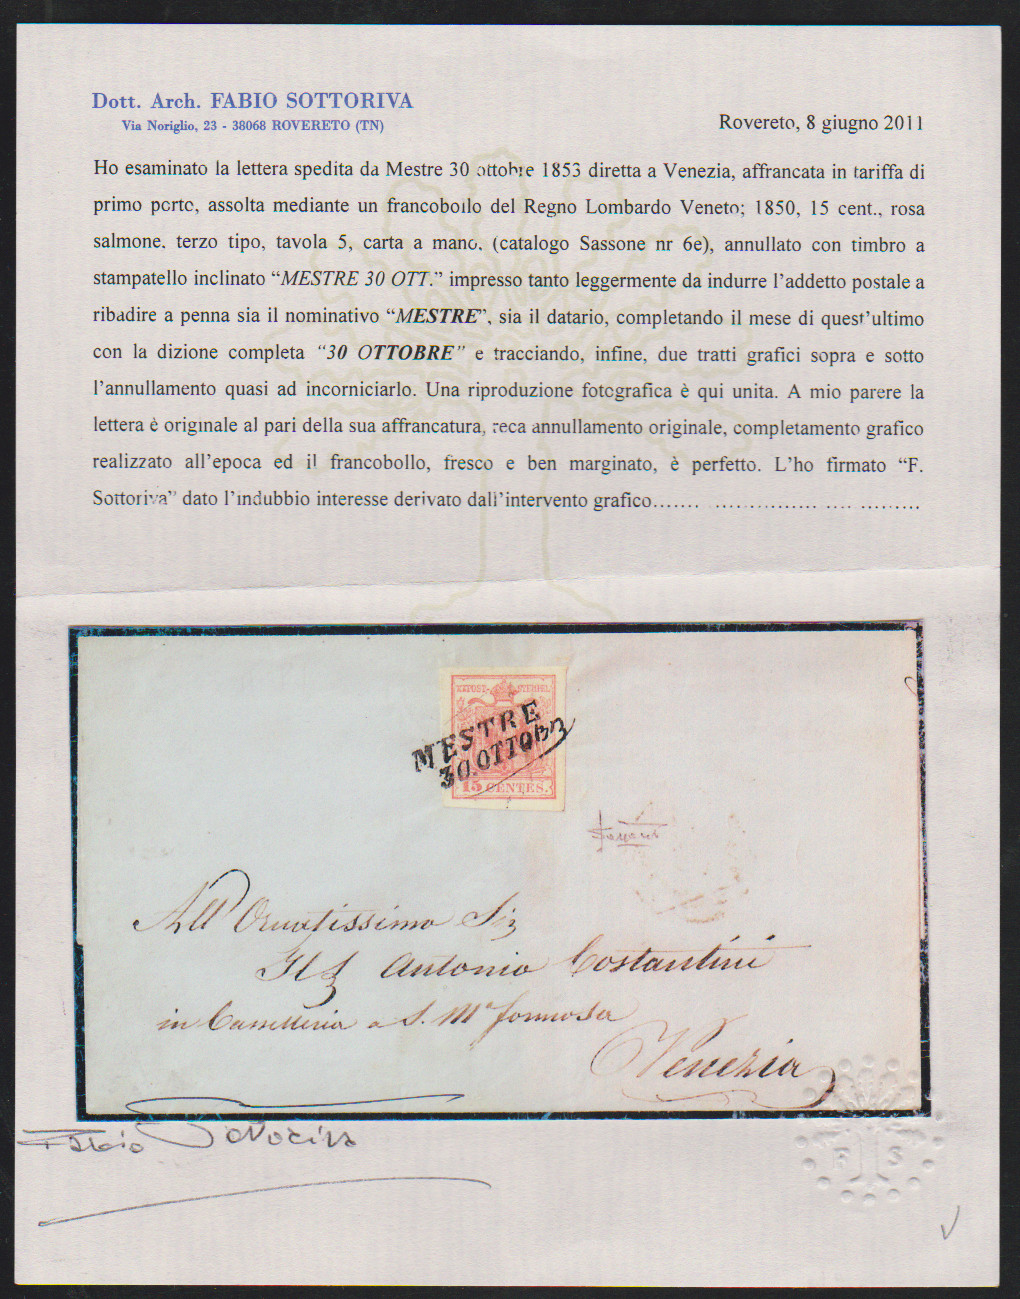 Dott. Arch. FABIO SOTTORIVA
Via Noriglio, 23 - 38068 ROVERETO (TN)
Rovereto, 8 giugno 2011
Ho esaminato la lettera spedita da Mestre 30 ottobre 1853 diretta a Venezia, affrancata in tariffa di
primo porto, assolta mediante un francobollo del Regno Lombardo Veneto; 1850, 15 cent., rosa
salmone, terzo tipo, tavola 5, carta a mano, (catalogo Sassone nr 6e), annullato con timbro a
stampatello inclinato “MESTRE 30 OTT.” impresso tanto leggermente da indurre l’addetto postale a
ribadire a penna sia il nominativo “MESTRE”, sia il datario, completando il mese di quest’ultimo
con la dizione completa “30 OTTOBRE” e tracciando, infine, due tratti grafici sopra e sotto
l’annullamento quasi ad incorniciarlo. Una riproduzione fotografica è qui unita. A mio parere la
lettera è originale al pari della sua affrancatura, reca annullamento originale, completamento grafico
realizzato all’epoca ed il francobollo, fresco e ben marginato, è perfetto. L’ho firmato “F.
Sottoriva” dato l’indubbio interesse derivato dall’intervento grafico....... ............... .... .........
KKPOST-STEMPEL
MESTRE
30 OTTOB
15 CENTES.
All Ornatissimo Sig
Antonio Costantini
in Casselleria a S. Ma formosa
Venezia
Fabio Sottoriva
F S